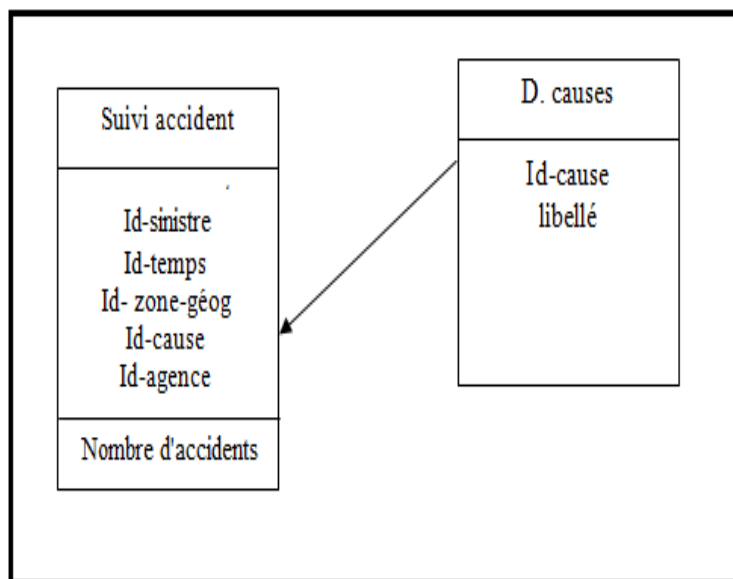 Suivi accident
Id-sinistre
Id-temps
Id- zone-géog
Id-cause
Id-agence
Nombre d'accidents
D. causes
Id-cause
libellé